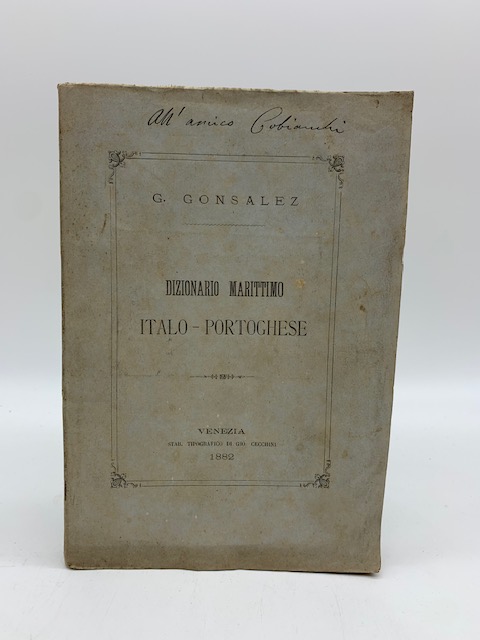 All' amico Cobianchi
G. GONSALEZ
DIZIONARIO MARITTIMO
ITALO - PORTOGHESE
VENEZIA
STAB. TIPOGRAFICO DI GIO. CECCHINI
1882